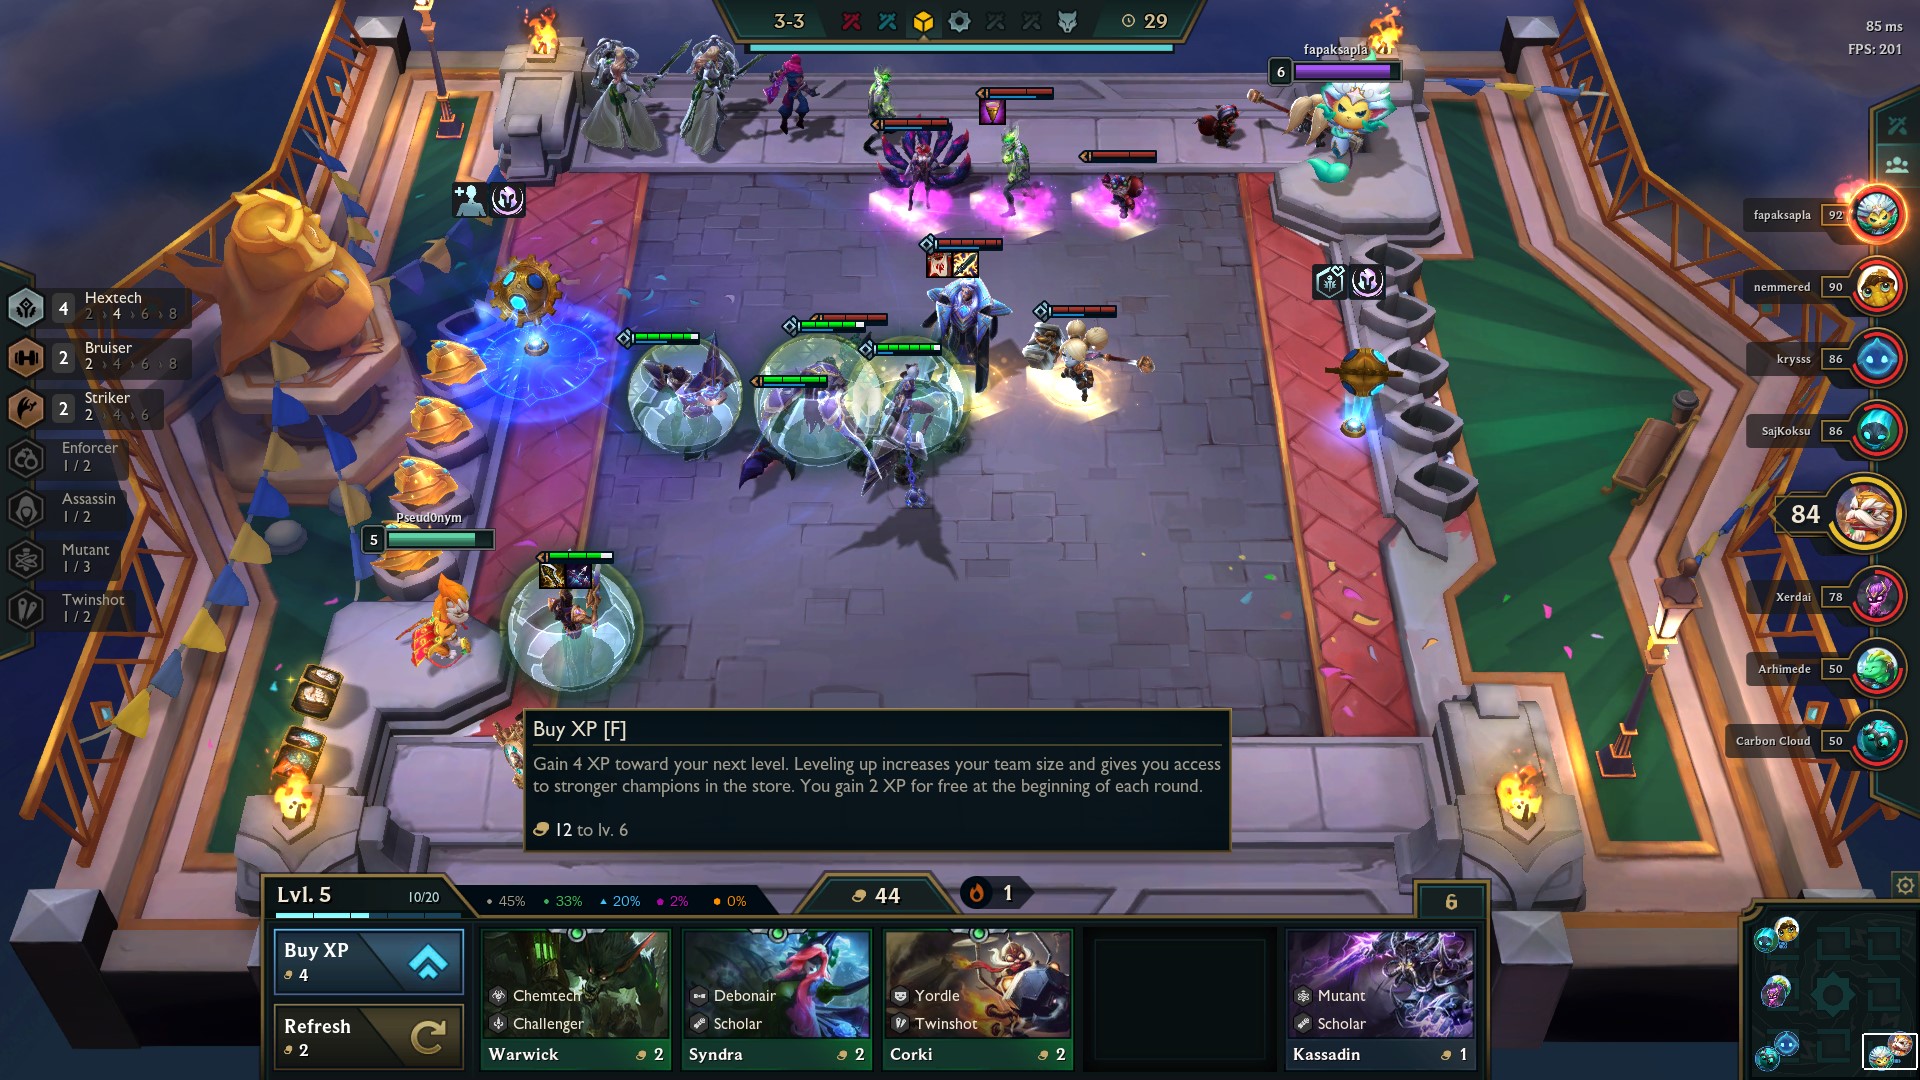 3-3
29
85 ms
FPS: 201
fapaksapla
6
fapaksapla 92
nemmered 90
krysss 86
SajKoksu 86
84
Xerdai 78
Arhimede 50
Carbon Cloud 50
4 Hextech
2 › 4 › 6 › 8
2 Bruiser
2 › 4 › 6 › 8
2 Striker
2 › 4 › 6
Enforcer
1 / 2
Assassin
1 / 2
Mutant
1 / 3
Twinshot
1 / 2
Pseud0nym
5
Buy XP [F]
Gain 4 XP toward your next level. Leveling up increases your team size and gives you access
to stronger champions in the store. You gain 2 XP for free at the beginning of each round.
12 to lv. 6
Lvl. 5
10/20
45% 33% 20% 2% 0%
44
1
6
Buy XP
4
Refresh
2
Chemtech
Challenger
Warwick 2
Debonair
Scholar
Syndra 2
Yordle
Twinshot
Corki 2
Mutant
Scholar
Kassadin 1